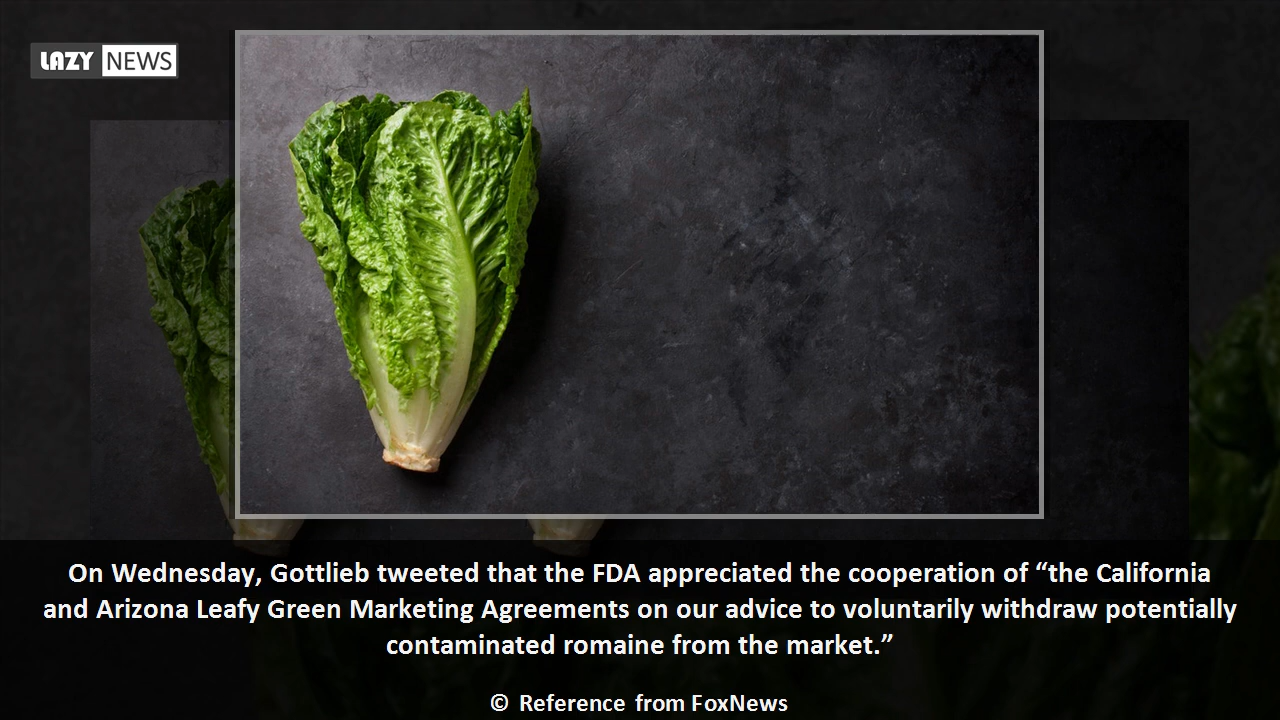 LAZY NEWS
On Wednesday, Gottlieb tweeted that the FDA appreciated the cooperation of “the California
and Arizona Leafy Green Marketing Agreements on our advice to voluntarily withdraw potentially
contaminated romaine from the market.”
© Reference from FoxNews